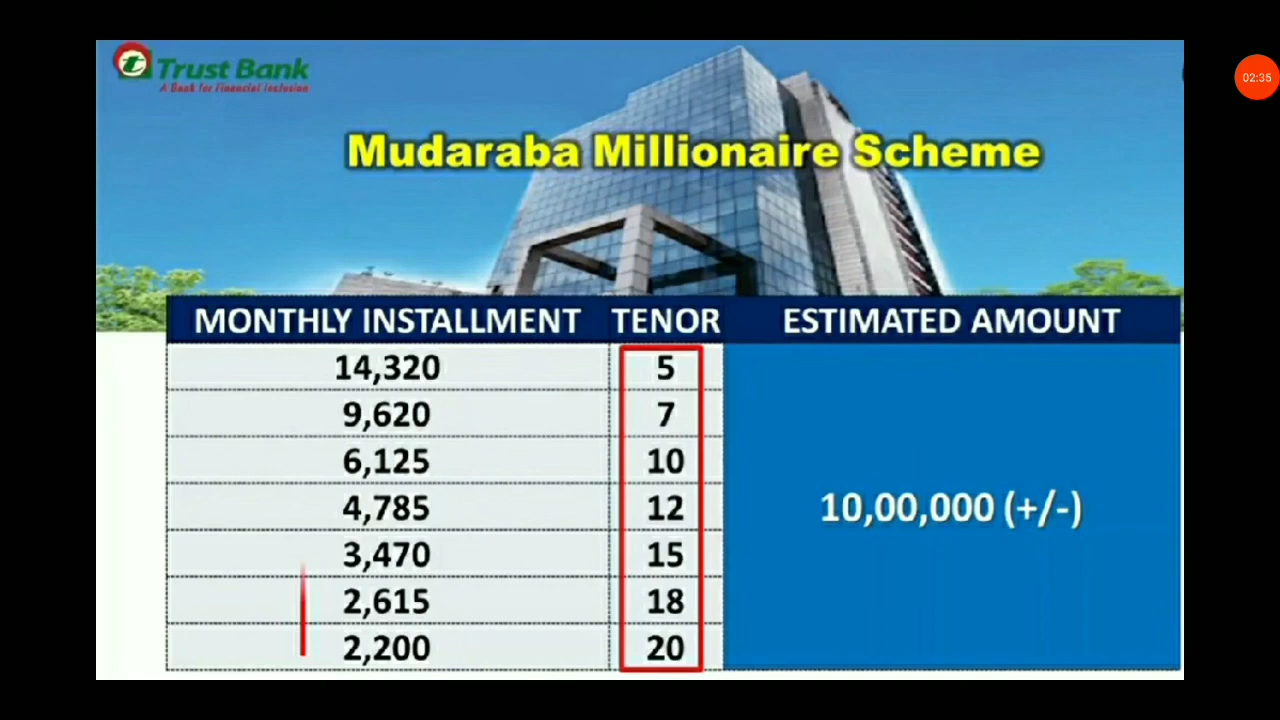 Trust Bank
A Bank for Financial Inclusion
02:35
Mudaraba Millionaire Scheme
MONTHLY INSTALLMENT TENOR ESTIMATED AMOUNT
14,320 5
9,620 7
6,125 10
4,785 12 10,00,000 (+/-)
3,470 15
2,615 18
2,200 20